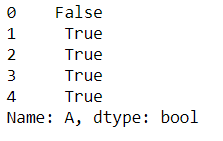 0    False
1     True
2     True
3     True
4     True
Name: A, dtype: bool